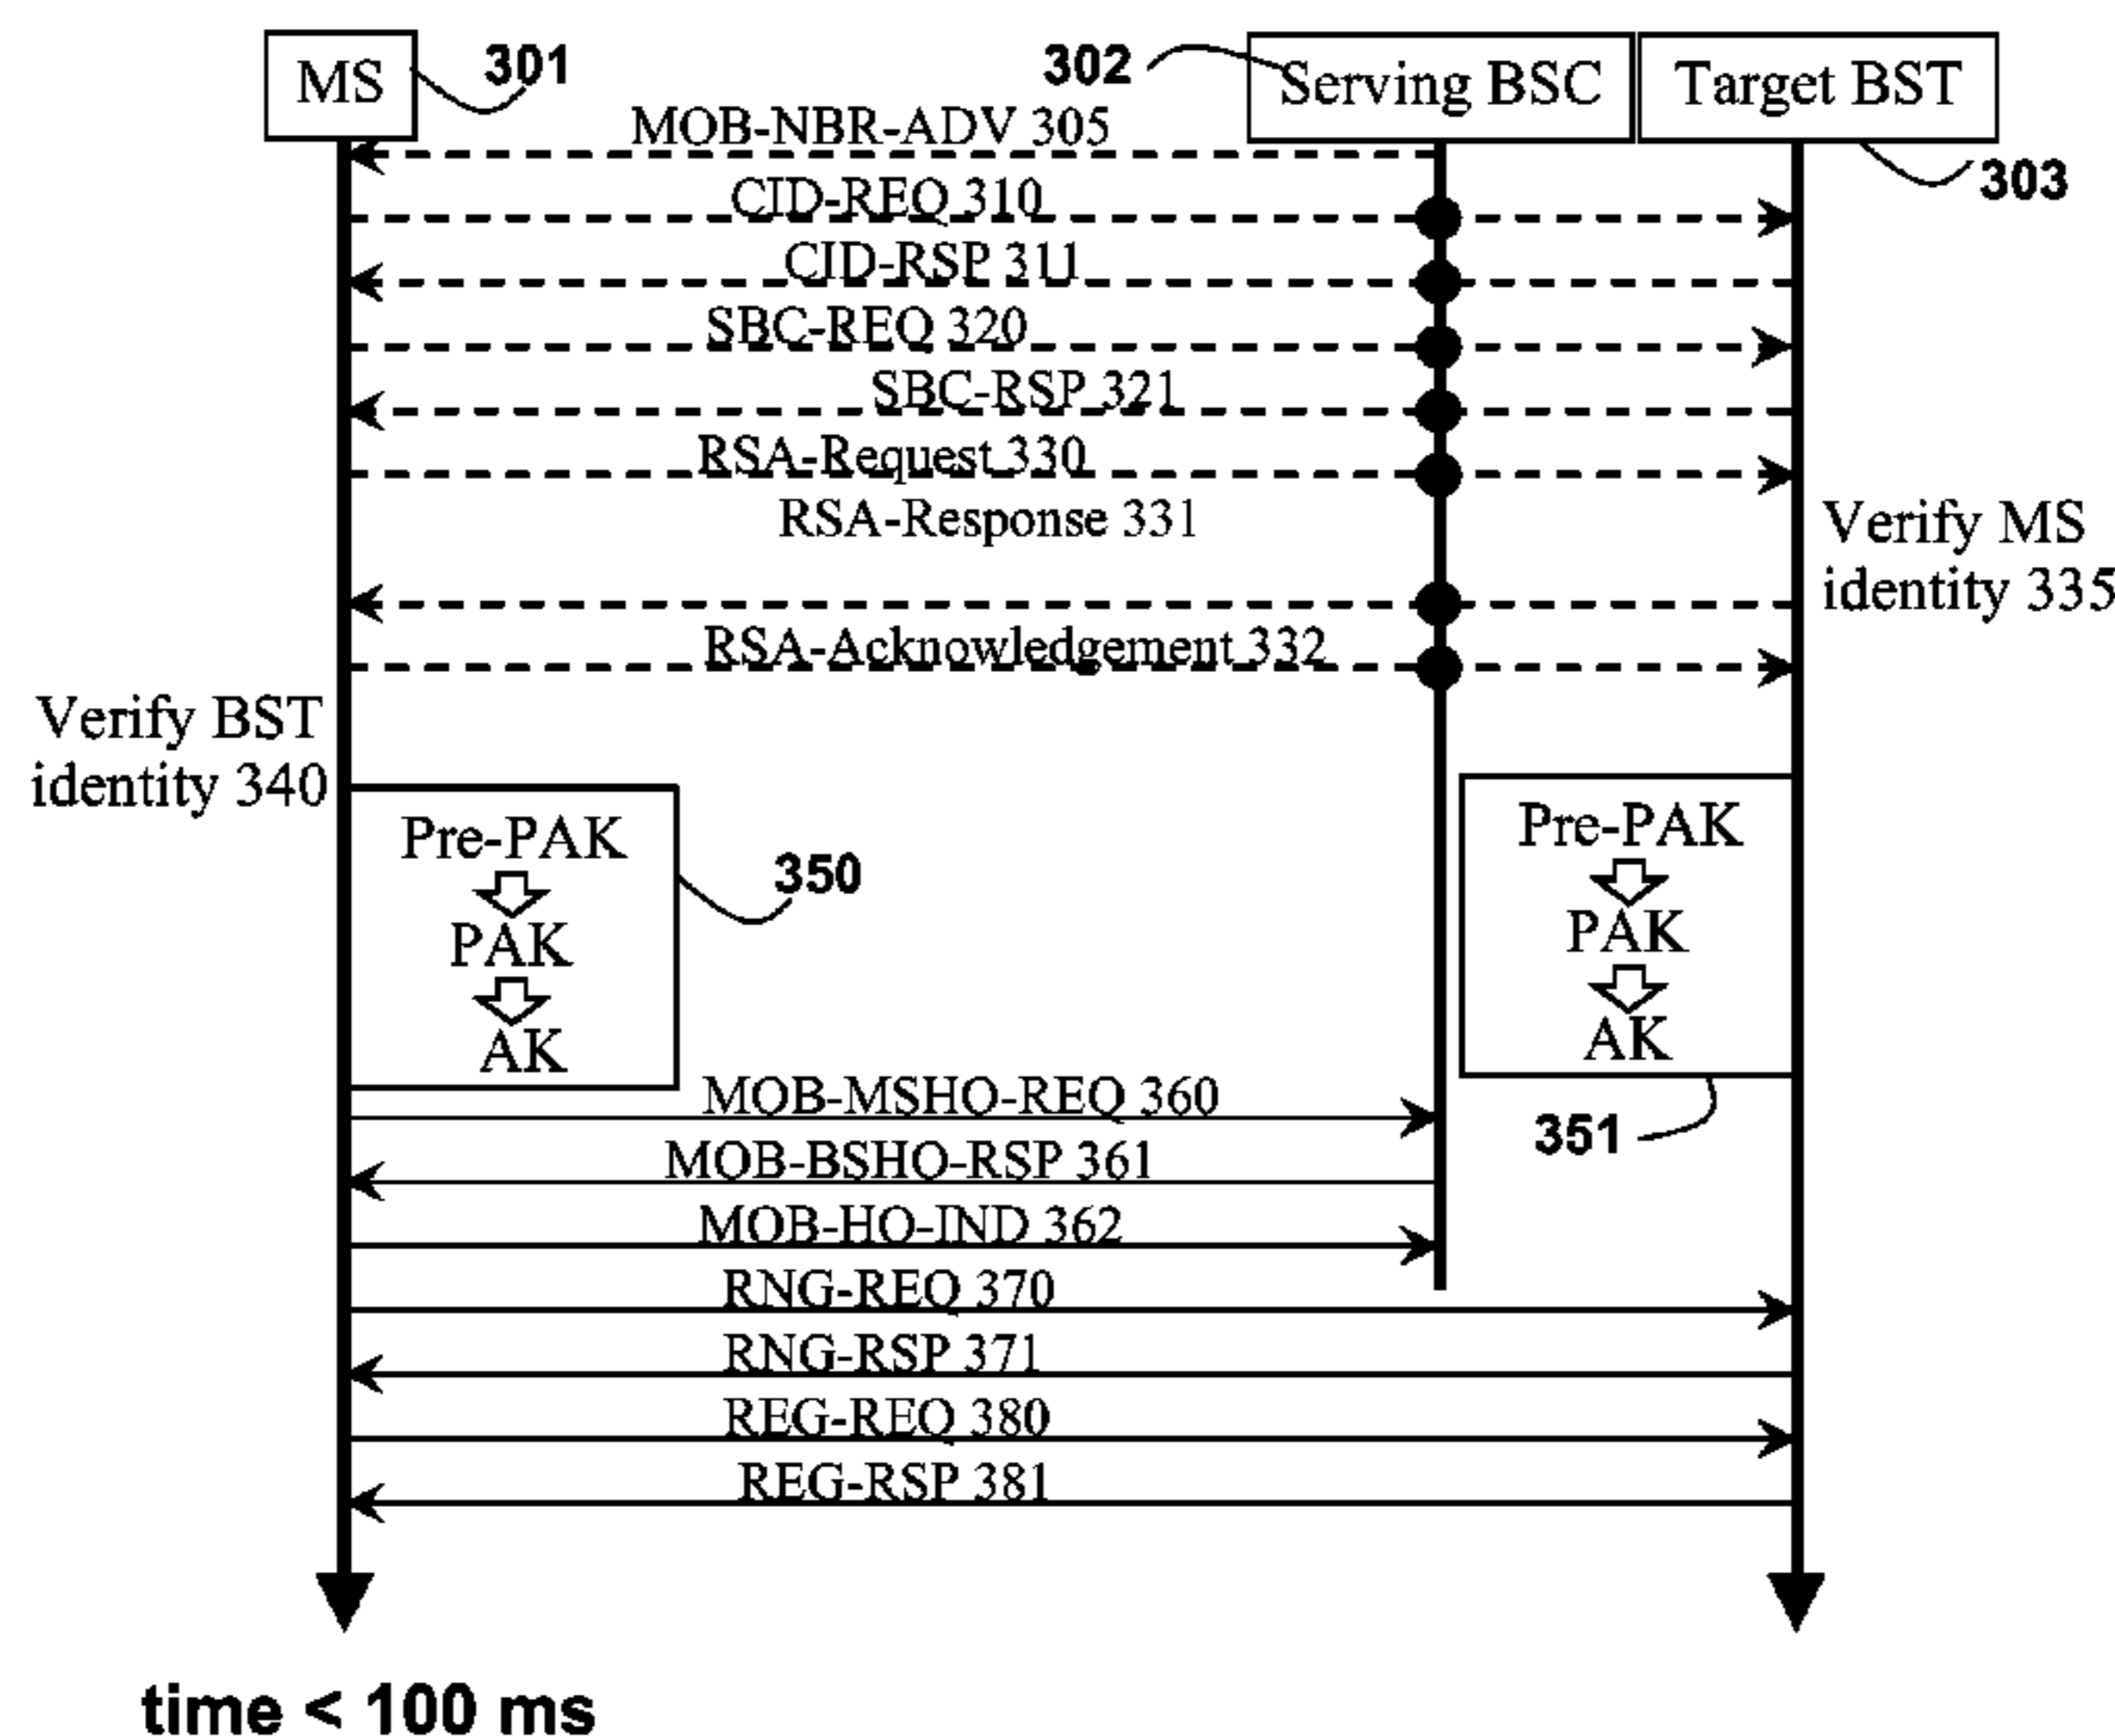 MS
301
302
Serving BSC
Target BST
303
MOB-NBR-ADV 305
CID-REQ 310
CID-RSP 311
SBC-REQ 320
SBC-RSP 321
RSA-Request 330
RSA-Response 331
Verify MS
identity 335
RSA-Acknowledgement 332
Verify BST
identity 340
Pre-PAK
PAK
AK
350
Pre-PAK
PAK
AK
351
MOB-MSHO-REQ 360
MOB-BSHO-RSP 361
MOB-HO-IND 362
RNG-REQ 370
RNG-RSP 371
REG-REQ 380
REG-RSP 381
time < 100 ms